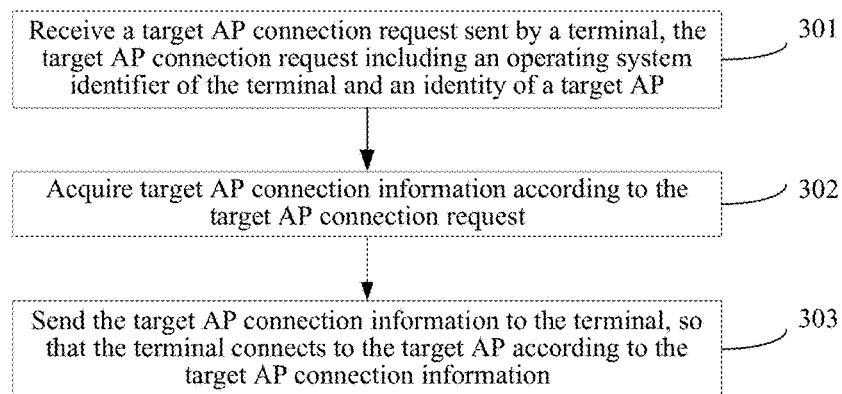 Receive a target AP connection request sent by a terminal, the
target AP connection request including an operating system
identifier of the terminal and an identity of a target AP
301
Acquire target AP connection information according to the
target AP connection request
302
Send the target AP connection information to the terminal, so
that the terminal connects to the target AP according to the
target AP connection information
303